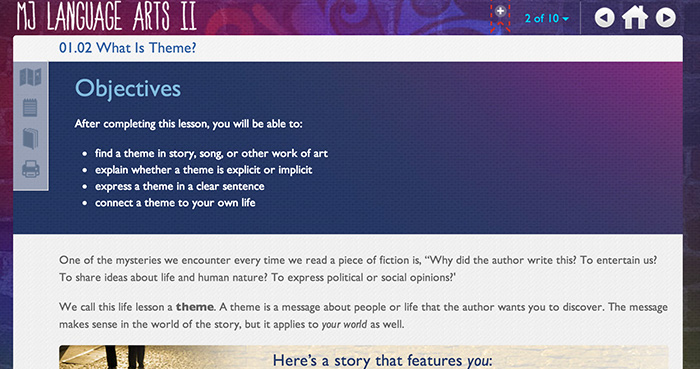 MJ LANGUAGE ARTS II
2 of 10
01.02 What Is Theme?
Objectives
After completing this lesson, you will be able to:
• find a theme in story, song, or other work of art
• explain whether a theme is explicit or implicit
• express a theme in a clear sentence
• connect a theme to your own life
One of the mysteries we encounter every time we read a piece of fiction is, “Why did the author write this? To entertain us?
To share ideas about life and human nature? To express political or social opinions?'
We call this life lesson a theme. A theme is a message about people or life that the author wants you to discover. The message
makes sense in the world of the story, but it applies to your world as well.
Here’s a story that features you: